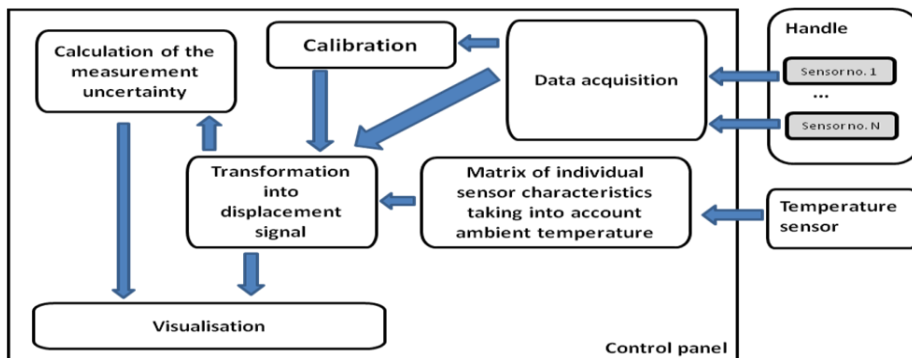 Calculation of the
measurement
uncertainty
Calibration
Data acquisition
Handle
Sensor no. 1
...
Sensor no. N
Transformation
into
displacement
signal
Matrix of individual
sensor characteristics
taking into account
ambient temperature
Temperature
sensor
Visualisation
Control panel